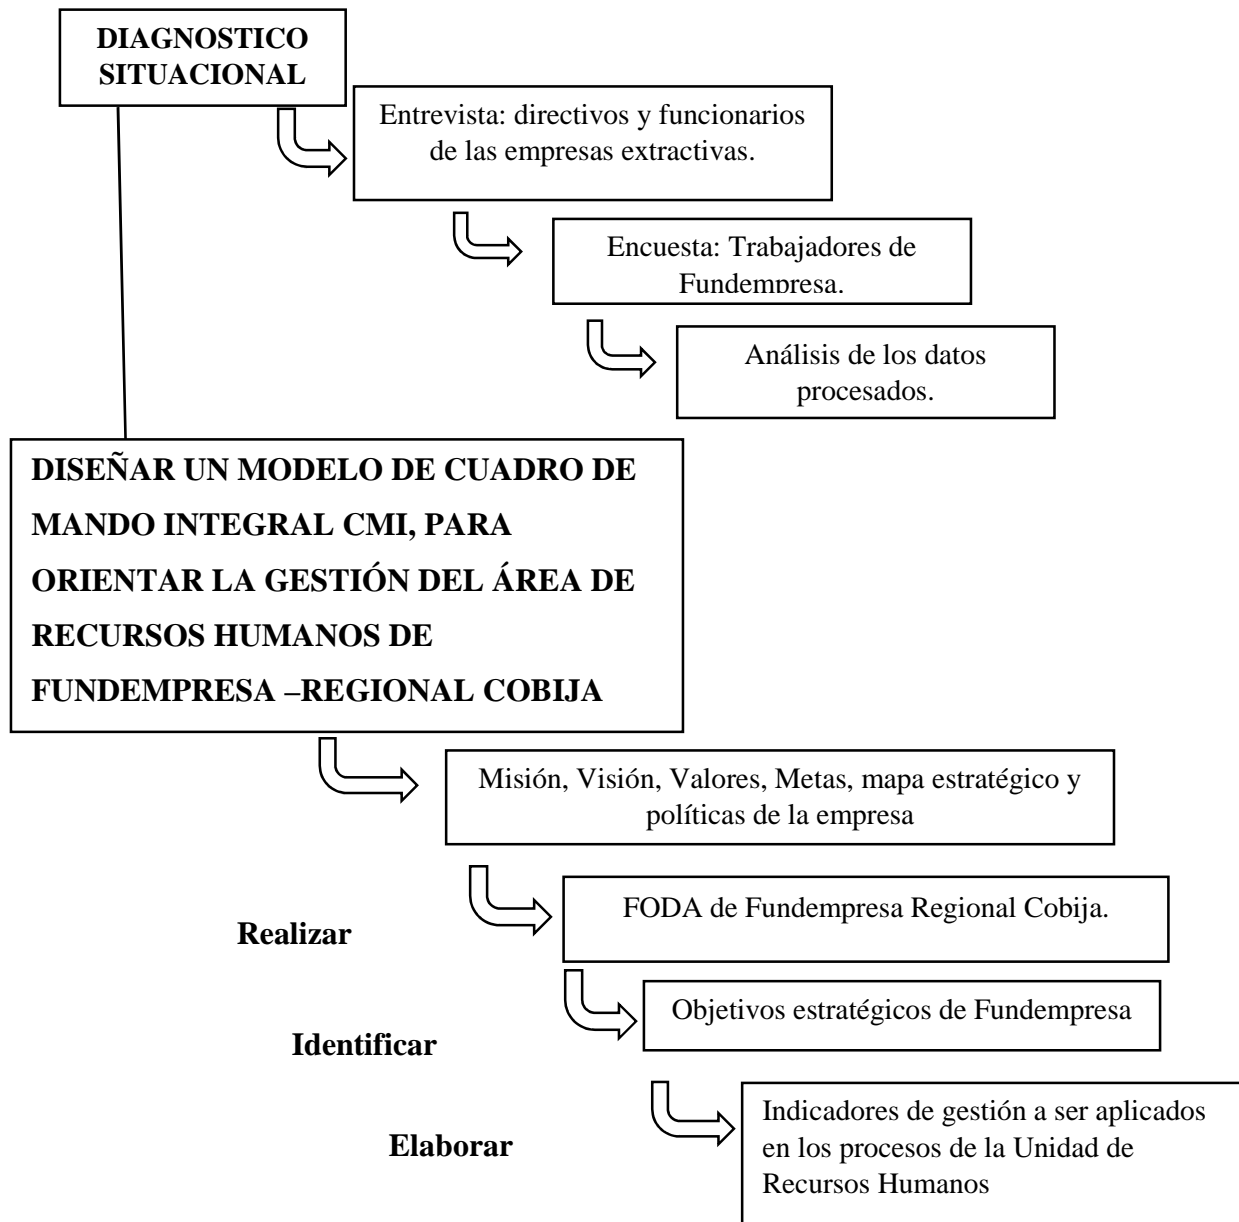 DIAGNOSTICO
SITUACIONAL
Entrevista: directivos y funcionarios
de las empresas extractivas.
Encuesta: Trabajadores de
Fundempresa.
Análisis de los datos
procesados.
DISEÑAR UN MODELO DE CUADRO DE
MANDO INTEGRAL CMI, PARA
ORIENTAR LA GESTIÓN DEL ÁREA DE
RECURSOS HUMANOS DE
FUNDEMPRESA –REGIONAL COBIJA
Misión, Visión, Valores, Metas, mapa estratégico y
políticas de la empresa
FODA de Fundempresa Regional Cobija.
Realizar
Objetivos estratégicos de Fundempresa
Identificar
Indicadores de gestión a ser aplicados
Elaborar
en los procesos de la Unidad de
Recursos Humanos